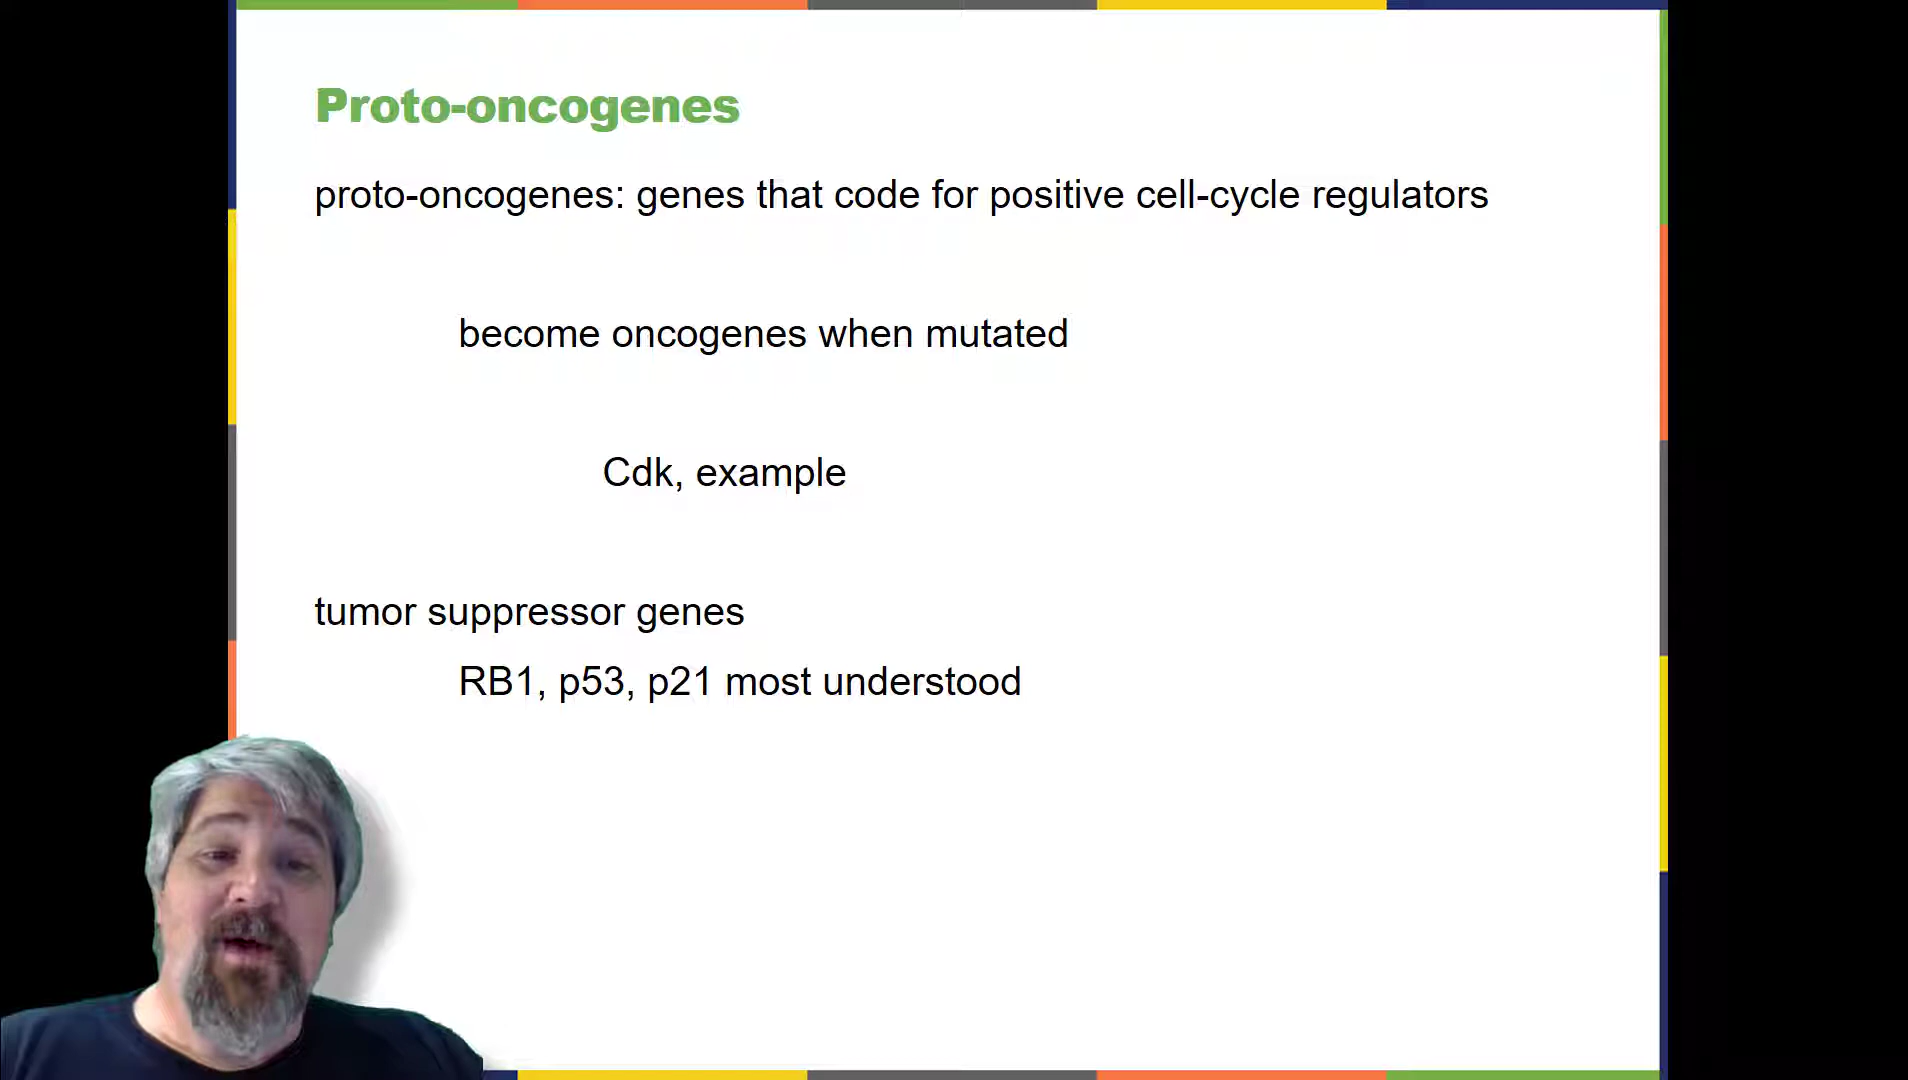 Proto-oncogenes
proto-oncogenes: genes that code for positive cell-cycle regulators
become oncogenes when mutated
Cdk, example
tumor suppressor genes
RB1, p53, p21 most understood